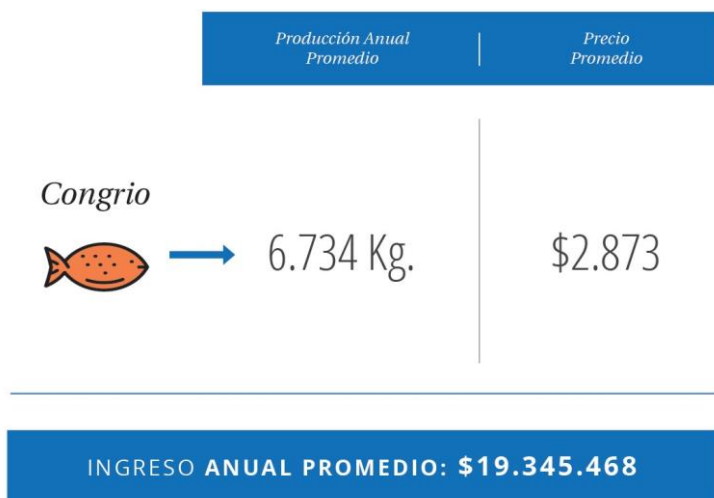 Producción Anual
Promedio
Precio
Promedio
Congrio
6.734 Kg.
$2.873
INGRESO ANUAL PROMEDIO: $19.345.468